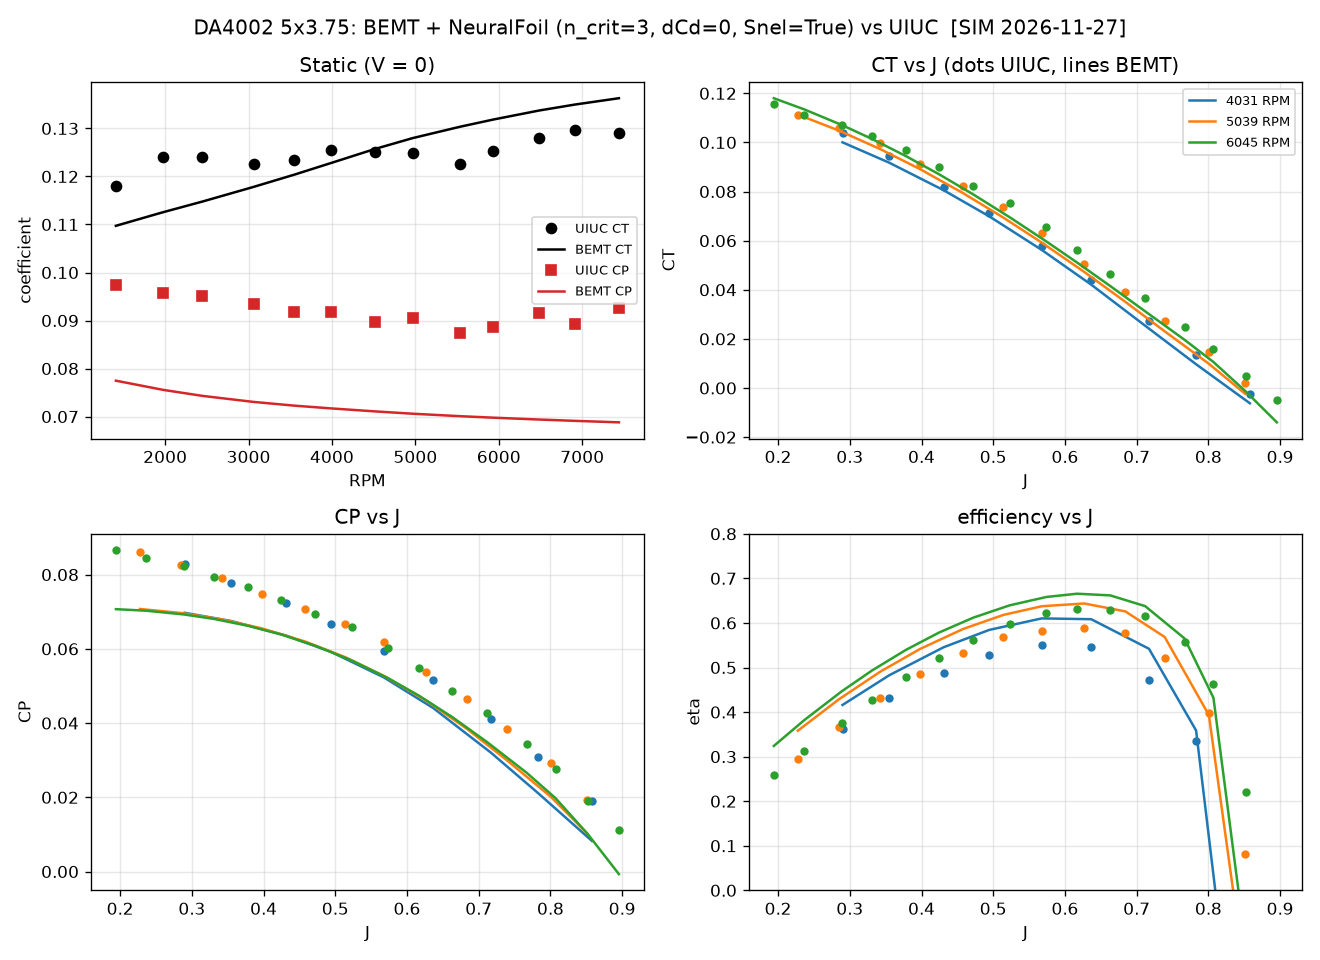 DA4002 5x3.75: BEMT + NeuralFoil (n_crit=3, dCd=0, Snel=True) vs UIUC  [SIM 2026-11-27]
Static (V = 0)
coefficient
0.13
0.12
0.11
0.10
0.09
0.08
0.07
UIUC CT
BEMT CT
UIUC CP
BEMT CP
2000 3000 4000 5000 6000 7000
RPM
CT vs J (dots UIUC, lines BEMT)
CT
0.12
0.10
0.08
0.06
0.04
0.02
0.00
−0.02
4031 RPM
5039 RPM
6045 RPM
0.2 0.3 0.4 0.5 0.6 0.7 0.8 0.9
J
CP vs J
CP
0.08
0.06
0.04
0.02
0.00
0.2 0.3 0.4 0.5 0.6 0.7 0.8 0.9
J
efficiency vs J
eta
0.8
0.7
0.6
0.5
0.4
0.3
0.2
0.1
0.0
0.2 0.3 0.4 0.5 0.6 0.7 0.8 0.9
J